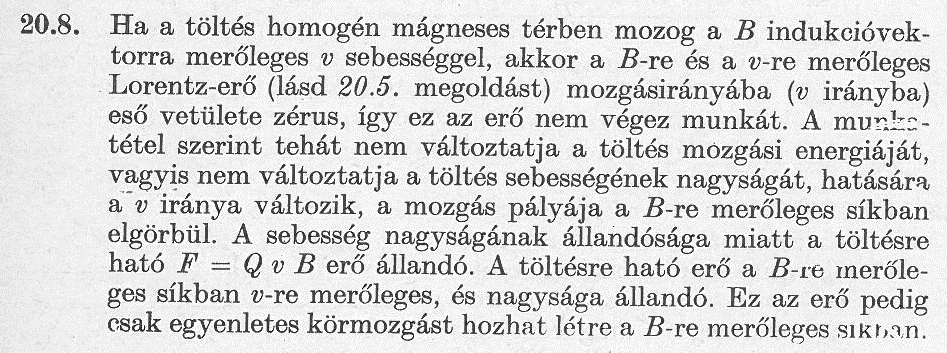 20.8. Ha a töltés homogén mágneses térben mozog a B indukcióvek-
torra merőleges v sebességgel, akkor a B-re és a v-re merőleges
Lorentz-erő (lásd 20.5. megoldást) mozgásirányába (v irányba)
eső vetülete zérus, így ez az erő nem végez munkát. A munka-
tétel szerint tehát nem változtatja a töltés mozgási energiáját,
vagyis nem változtatja a töltés sebességének nagyságát, hatására
a v iránya változik, a mozgás pályája a B-re merőleges síkban
elgörbül. A sebesség nagyságának állandósága miatt a töltésre
ható F = Q v B erő állandó. A töltésre ható erő a B-re merőle-
ges síkban v-re merőleges, és nagysága állandó. Ez az erő pedig
csak egyenletes körmozgást hozhat létre a B-re merőleges síkban.